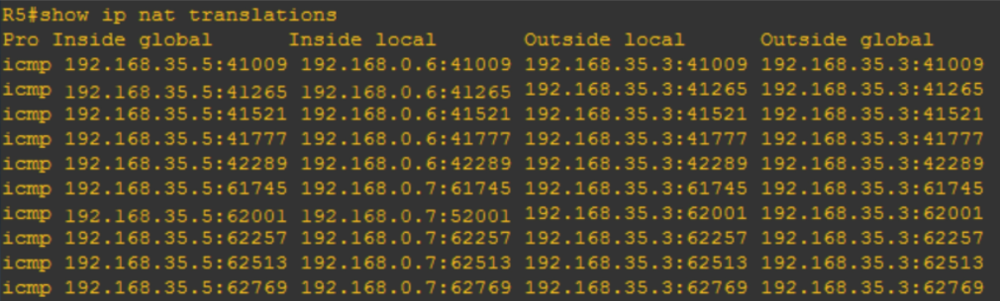 R5#show ip nat translations
Pro Inside global Inside local Outside local Outside global
icmp 192.168.35.5:41009 192.168.0.6:41009 192.168.35.3:41009 192.168.35.3:41009
icmp 192.168.35.5:41265 192.168.0.6:41265 192.168.35.3:41265 192.168.35.3:41265
icmp 192.168.35.5:41521 192.168.0.6:41521 192.168.35.3:41521 192.168.35.3:41521
icmp 192.168.35.5:41777 192.168.0.6:41777 192.168.35.3:41777 192.168.35.3:41777
icmp 192.168.35.5:42289 192.168.0.6:42289 192.168.35.3:42289 192.168.35.3:42289
icmp 192.168.35.5:61745 192.168.0.7:61745 192.168.35.3:61745 192.168.35.3:61745
icmp 192.168.35.5:62001 192.168.0.7:52001 192.168.35.3:62001 192.168.35.3:62001
icmp 192.168.35.5:62257 192.168.0.7:62257 192.168.35.3:62257 192.168.35.3:62257
icmp 192.168.35.5:62513 192.168.0.7:62513 192.168.35.3:62513 192.168.35.3:62513
icmp 192.168.35.5:62769 192.168.0.7:62769 192.168.35.3:62769 192.168.35.3:62769